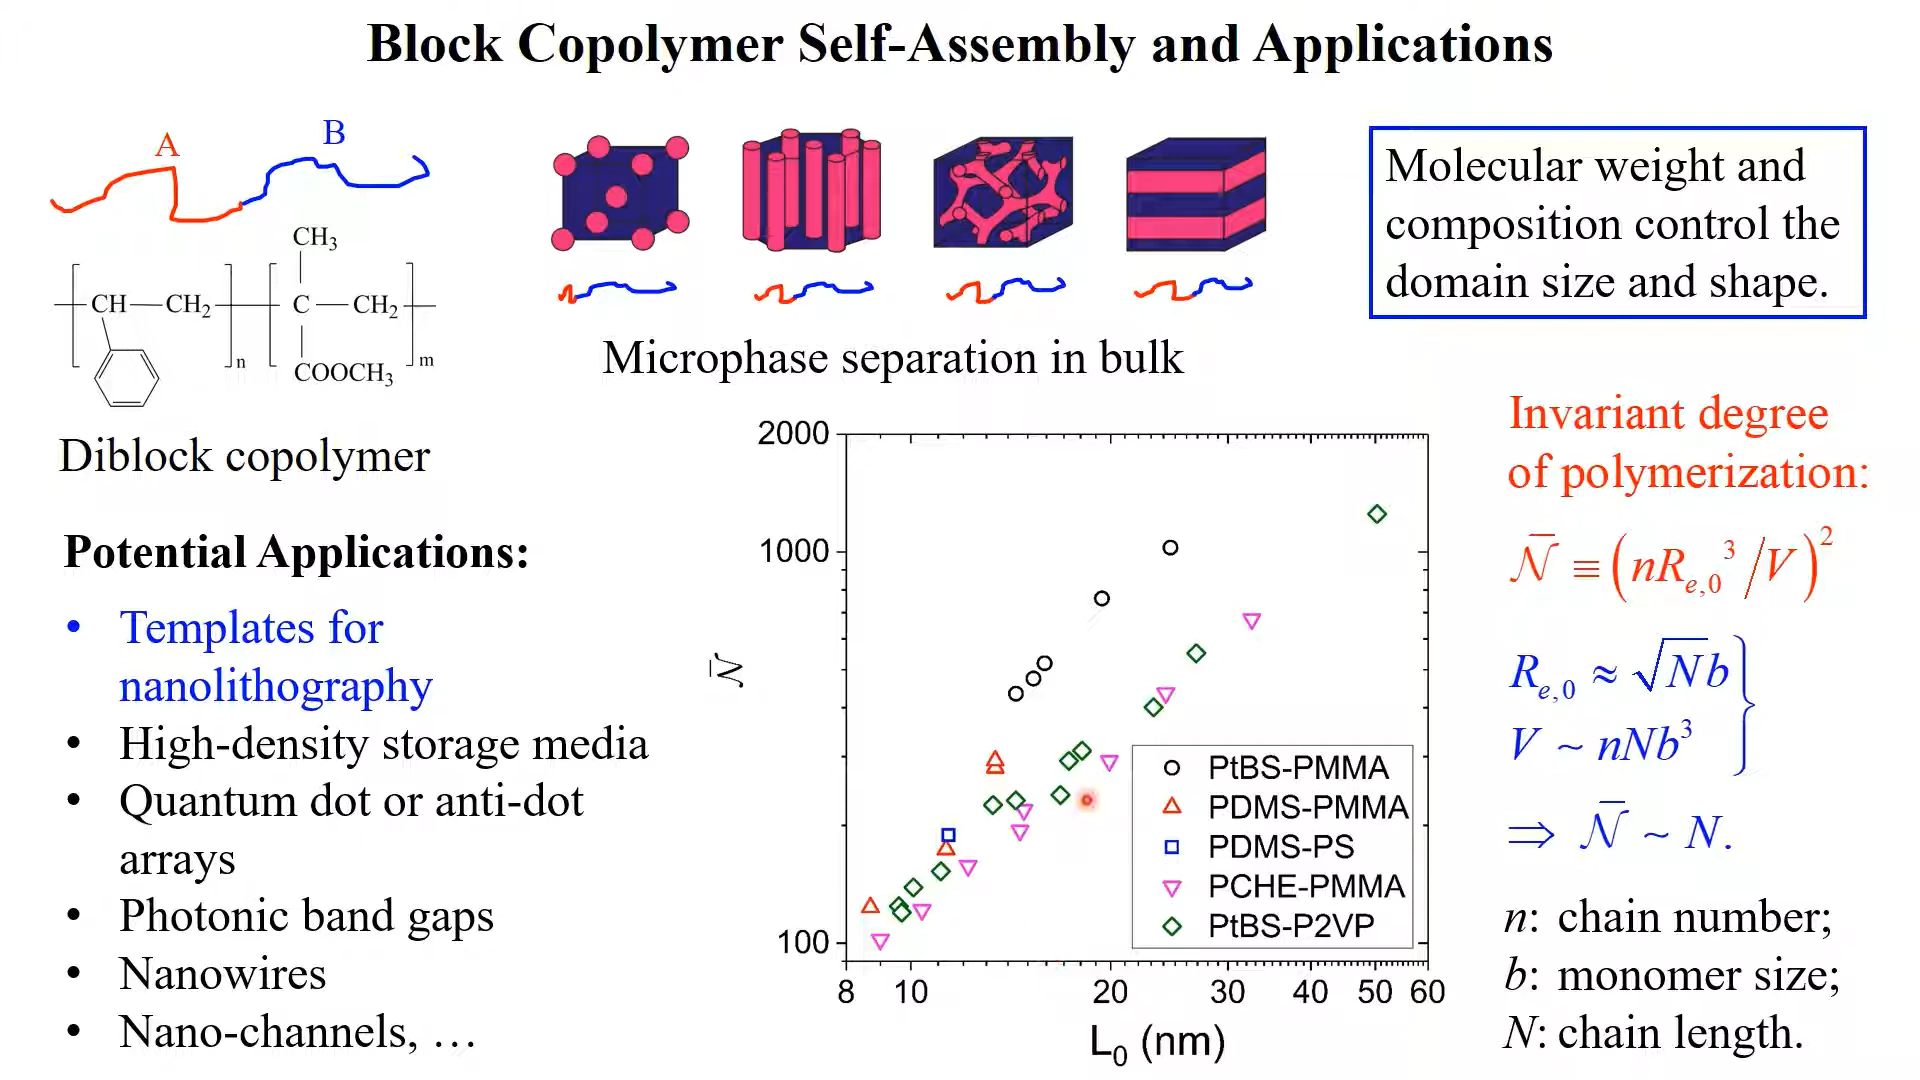 Block Copolymer Self-Assembly and Applications
A
B
CH3
CH
CH2
C
CH2
n
m
COOCH3
Diblock copolymer
Microphase separation in bulk
Molecular weight and
composition control the
domain size and shape.
Potential Applications:
• Templates for
nanolithography
• High-density storage media
• Quantum dot or anti-dot
arrays
• Photonic band gaps
• Nanowires
• Nano-channels, …
2000
1000
100
N̄
8 10 20 30 40 50 60
L0 (nm)
PtBS-PMMA
PDMS-PMMA
PDMS-PS
PCHE-PMMA
PtBS-P2VP
Invariant degree
of polymerization:
N̄ ≡ (nRe,0³/V)²
Re,0 ≈ √Nb
V ~ nNb³
⇒ N̄ ~ N.
n: chain number;
b: monomer size;
N: chain length.